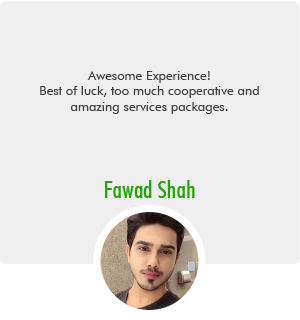 Awesome Experience!
Best of luck, too much cooperative and
amazing services packages.
Fawad Shah